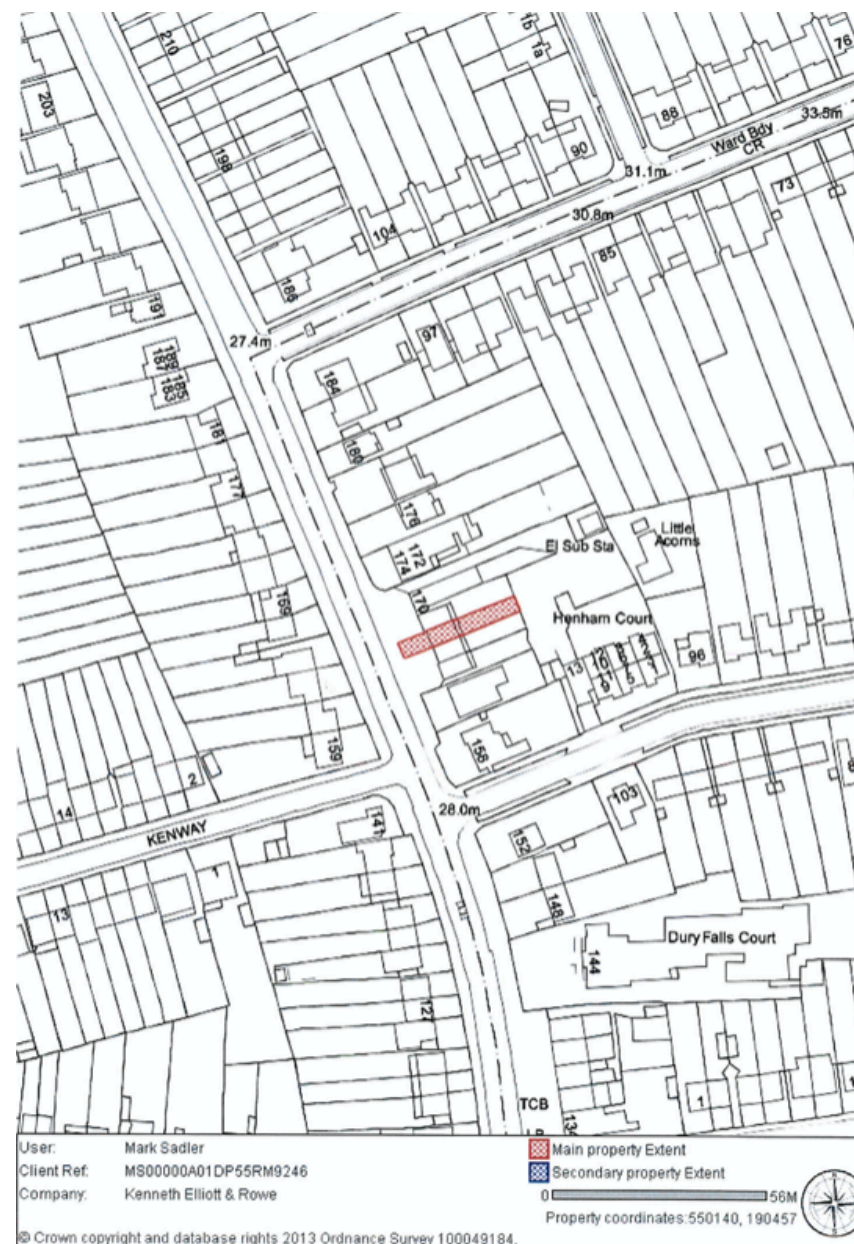 210
1b
1a
76
203
88
33.5m
Ward Bdy
CR
198
90
31.1m
73
30.8m
104
85
186
191
27.4m
97
189
187
185
183
184
181
180
177
176
El Sub Sta
Little
Acorns
172
174
170
169
Henham Court
13
10
9
96
159
156
2
14
28.0m
103
KENWAY
141
152
1
13
148
Dury Falls Court
144
127
TCB
134
1
User: Mark Sadler
Client Ref: MS00000A01DP55RM9246
Company: Kenneth Elliott & Rowe
Main property Extent
Secondary property Extent
0 56M
Property coordinates:550140, 190457
© Crown copyright and database rights 2013 Ordnance Survey 100049184.